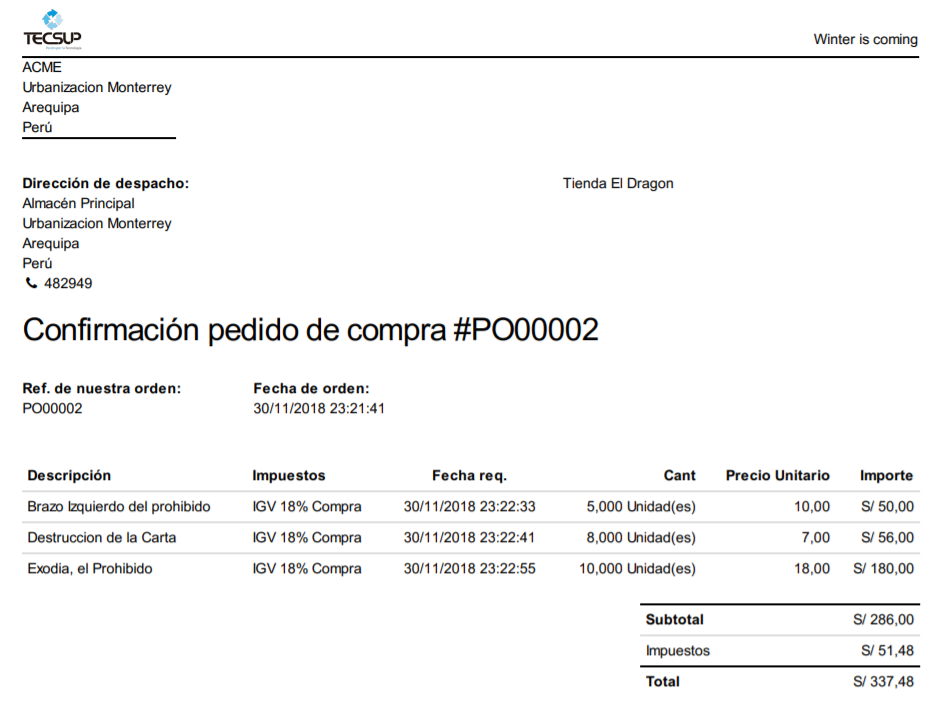 TECSUP
Winter is coming
ACME
Urbanizacion Monterrey
Arequipa
Perú
Dirección de despacho:
Almacén Principal
Urbanizacion Monterrey
Arequipa
Perú
482949
Tienda El Dragon
Confirmación pedido de compra #PO00002
Ref. de nuestra orden: Fecha de orden:
PO00002 30/11/2018 23:21:41
Descripción Impuestos Fecha req. Cant Precio Unitario Importe
Brazo Izquierdo del prohibido IGV 18% Compra 30/11/2018 23:22:33 5,000 Unidad(es) 10,00 S/ 50,00
Destruccion de la Carta IGV 18% Compra 30/11/2018 23:22:41 8,000 Unidad(es) 7,00 S/ 56,00
Exodia, el Prohibido IGV 18% Compra 30/11/2018 23:22:55 10,000 Unidad(es) 18,00 S/ 180,00
Subtotal S/ 286,00
Impuestos S/ 51,48
Total S/ 337,48